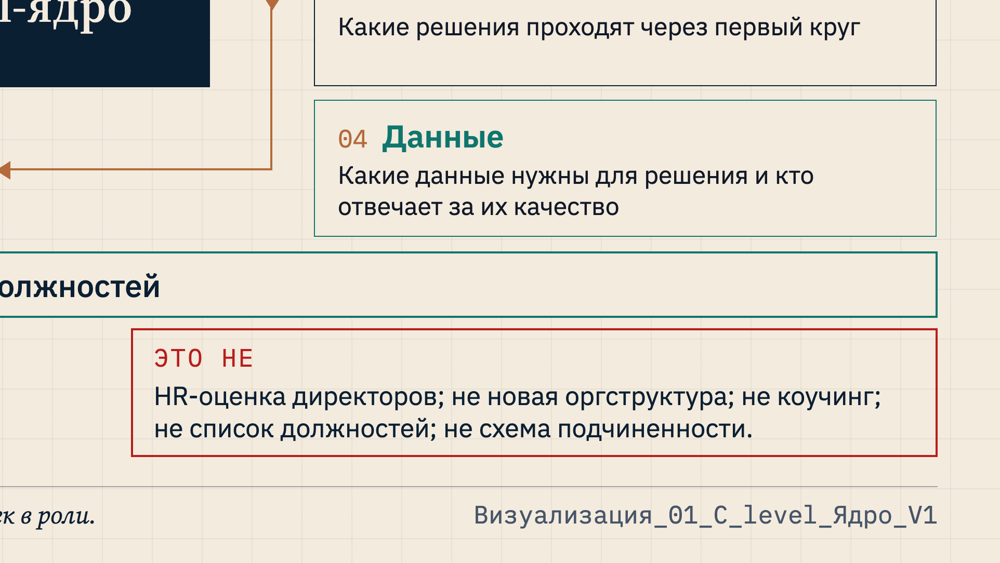 -ядро
Какие решения проходят через первый круг
04 Данные
Какие данные нужны для решения и кто
отвечает за их качество
олжностей
ЭТО НЕ
HR-оценка директоров; не новая оргструктура; не коучинг;
не список должностей; не схема подчиненности.
к в роли.
Визуализация_01_C_level_Ядро_V1